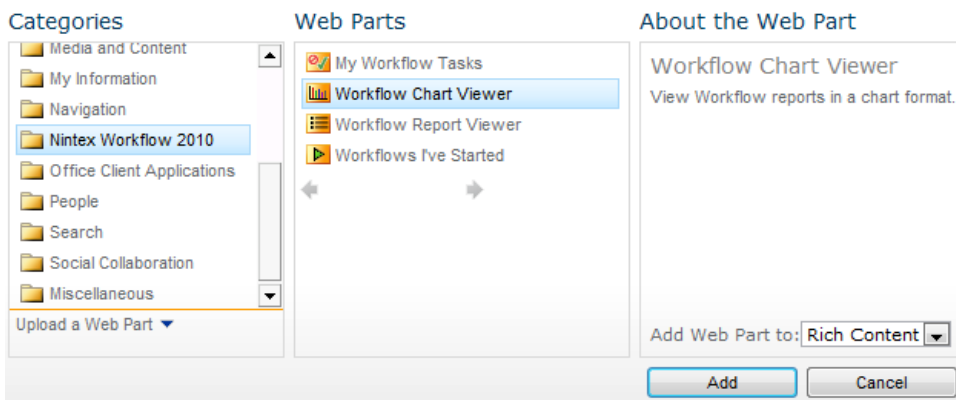 Categories
Media and Content
My Information
Navigation
Nintex Workflow 2010
Office Client Applications
People
Search
Social Collaboration
Miscellaneous
Upload a Web Part
Web Parts
My Workflow Tasks
Workflow Chart Viewer
Workflow Report Viewer
Workflows I've Started
About the Web Part
Workflow Chart Viewer
View Workflow reports in a chart format.
Add Web Part to: Rich Content
Add Cancel